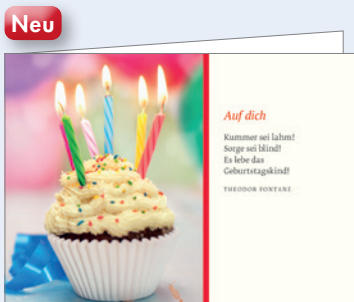 Neu
Auf dich
Kummer sei lahm!
Sorge sei blind!
Es lebe das
Geburtstagskind!
THEODOR FONTANE